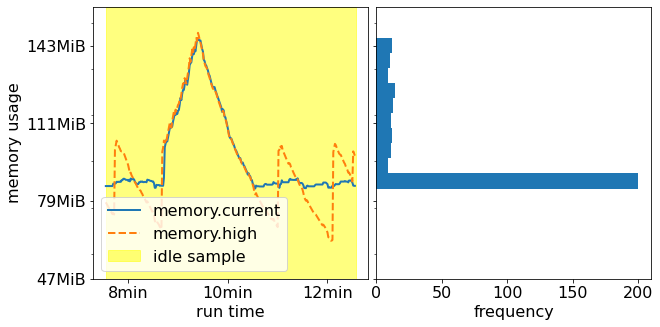 memory usage
143MiB
111MiB
79MiB
47MiB
memory.current
memory.high
idle sample
8min 10min 12min
run time
0 50 100 150 200
frequency